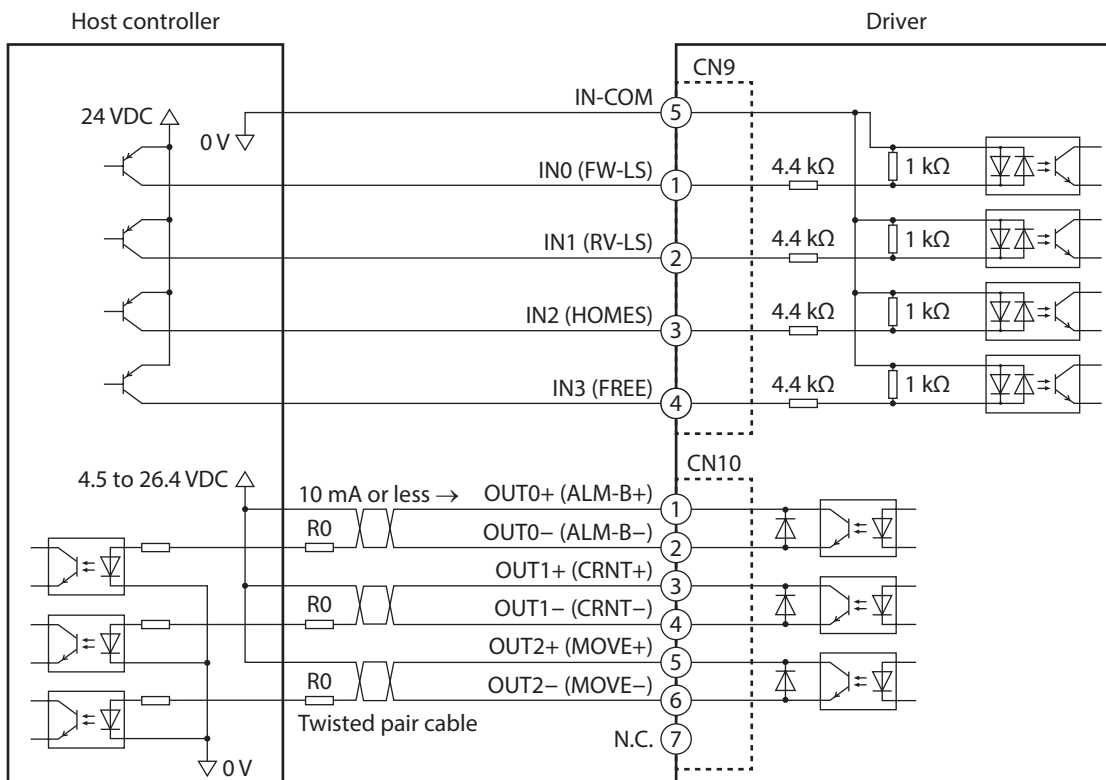 Host controller
Driver
CN9
IN-COM
5
24 VDC
0 V
IN0 (FW-LS)
1
4.4 kΩ
1 kΩ
IN1 (RV-LS)
2
4.4 kΩ
1 kΩ
IN2 (HOMES)
3
4.4 kΩ
1 kΩ
IN3 (FREE)
4
4.4 kΩ
1 kΩ
CN10
4.5 to 26.4 VDC
10 mA or less →
OUT0+ (ALM-B+)
1
R0
OUT0− (ALM-B−)
2
OUT1+ (CRNT+)
3
R0
OUT1− (CRNT−)
4
OUT2+ (MOVE+)
5
R0
OUT2− (MOVE−)
6
Twisted pair cable
N.C.
7
0 V